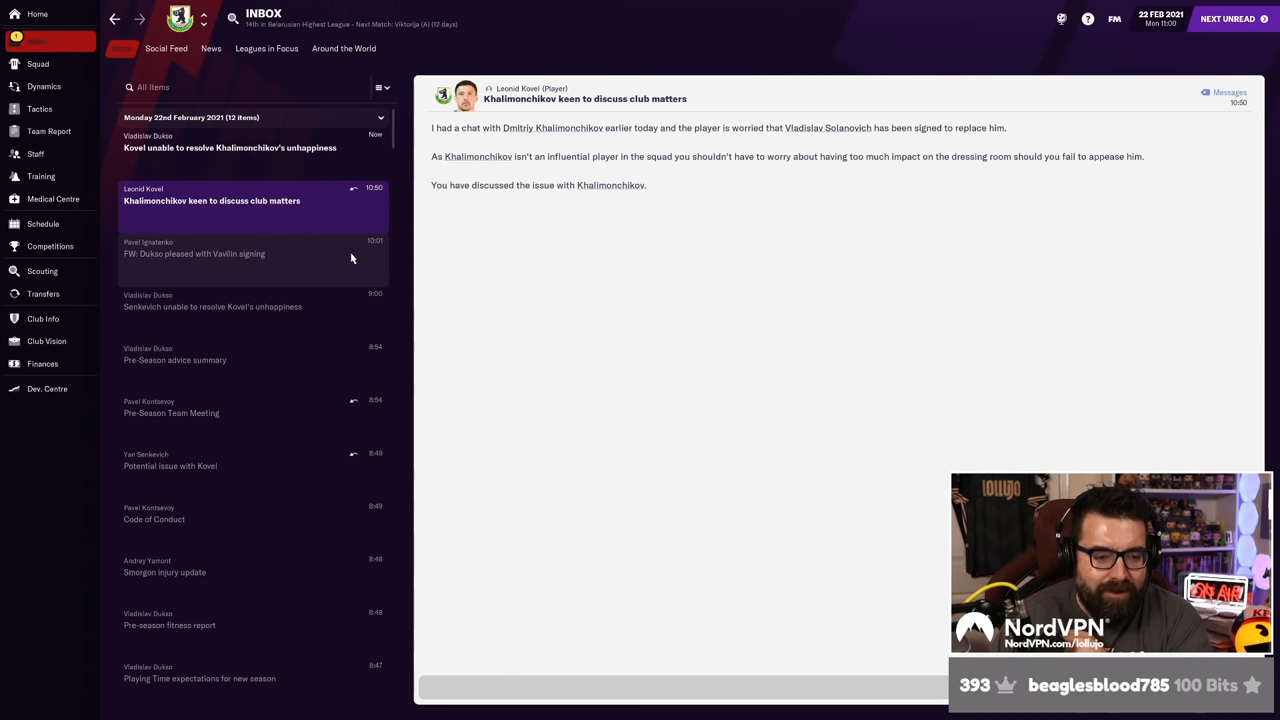 Home
INBOX
14th in Belarusian Highest League - Next Match: Viktorija (A) (12 days)
22 FEB 2021
Mon 11:00
NEXT UNREAD
FM
1
Inbox
Squad
Dynamics
Tactics
Team Report
Staff
Training
Medical Centre
Schedule
Competitions
Scouting
Transfers
Club Info
Club Vision
Finances
Dev. Centre
Inbox
Social Feed
News
Leagues in Focus
Around the World
All Items
Monday 22nd February 2021 (12 items)
Vladislav Dukso
Now
Kovel unable to resolve Khalimonchikov's unhappiness
Leonid Kovel
10:50
Khalimonchikov keen to discuss club matters
Pavel Ignatenko
10:01
FW: Dukso pleased with Vavilin signing
Vladislav Dukso
9:00
Senkevich unable to resolve Kovel's unhappiness
Vladislav Dukso
8:54
Pre-Season advice summary
Pavel Kontsevoy
8:54
Pre-Season Team Meeting
Yan Senkevich
8:49
Potential issue with Kovel
Pavel Kontsevoy
8:49
Code of Conduct
Andrey Yamont
8:48
Smorgon injury update
Vladislav Dukso
8:48
Pre-season fitness report
Vladislav Dukso
8:47
Playing Time expectations for new season
Leonid Kovel (Player)
Khalimonchikov keen to discuss club matters
Messages
10:50
I had a chat with Dmitriy Khalimonchikov earlier today and the player is worried that Vladislav Solanovich has been signed to replace him.
As Khalimonchikov isn't an influential player in the squad you shouldn't have to worry about having too much impact on the dressing room should you fail to appease him.
You have discussed the issue with Khalimonchikov.
lollujo
ON AIR
NordVPN®
NordVPN.com/lollujo
393
beaglesblood785 100 Bits